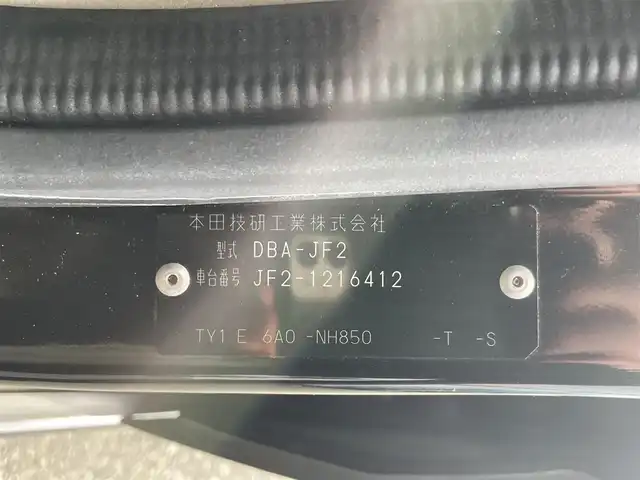 本田技研工業株式会社
型式 DBA-JF2
車台番号 JF2-1216412
TY1 E 6A0 -NH850 -T -S